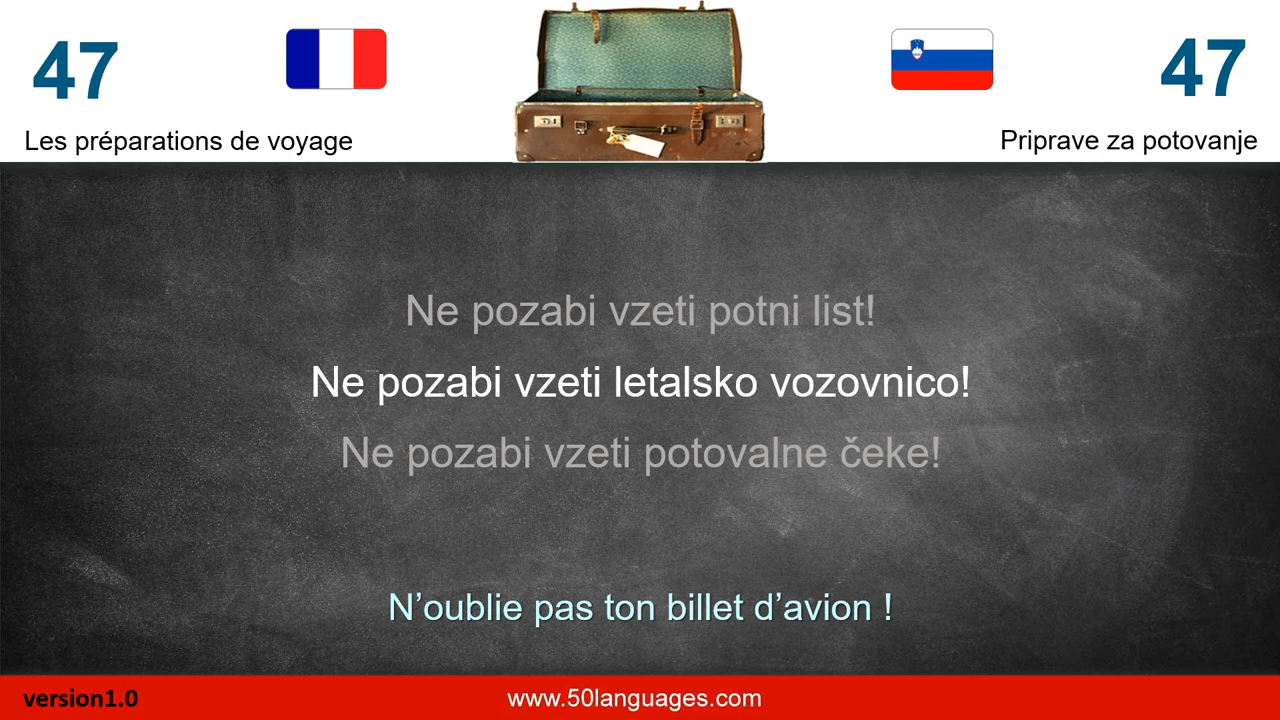 47
47
Les préparations de voyage
Priprave za potovanje
Ne pozabi vzeti potni list!
Ne pozabi vzeti letalsko vozovnico!
Ne pozabi vzeti potovalne čeke!
N’oublie pas ton billet d’avion !
version1.0
www.50languages.com